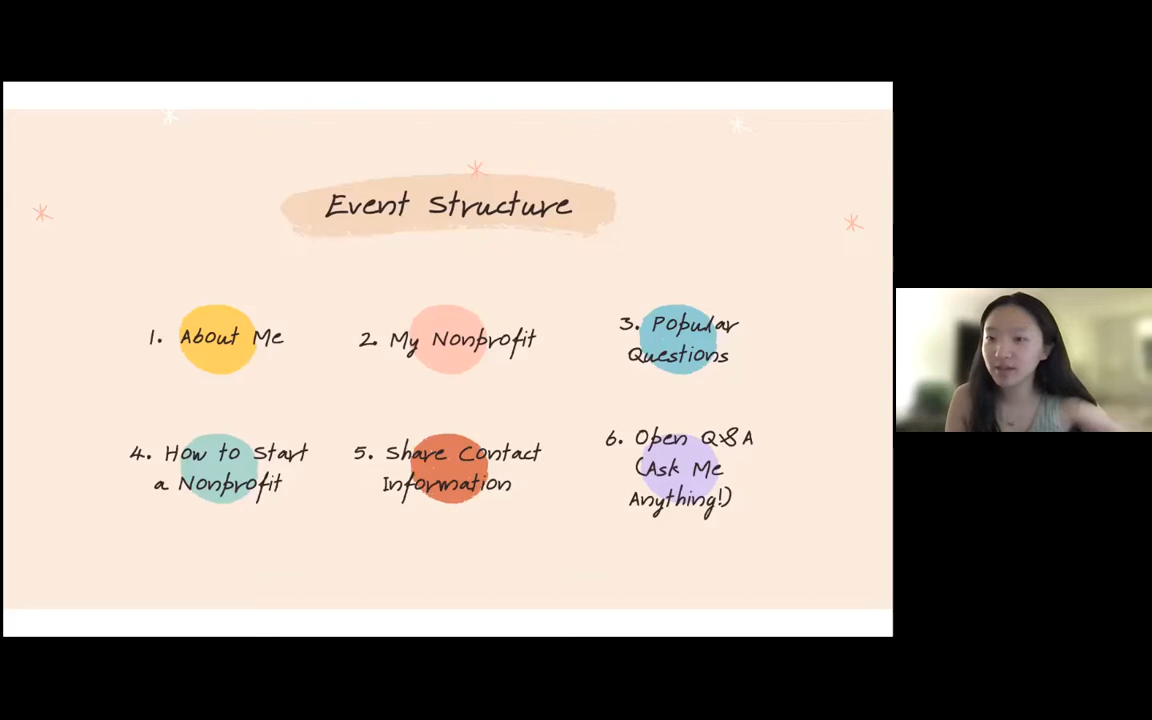 Event Structure
1. About Me
2. My Nonprofit
3. Popular
Questions
4. How to Start
a Nonprofit
5. Share Contact
Information
6. Open Q&A
(Ask Me
Anything!)